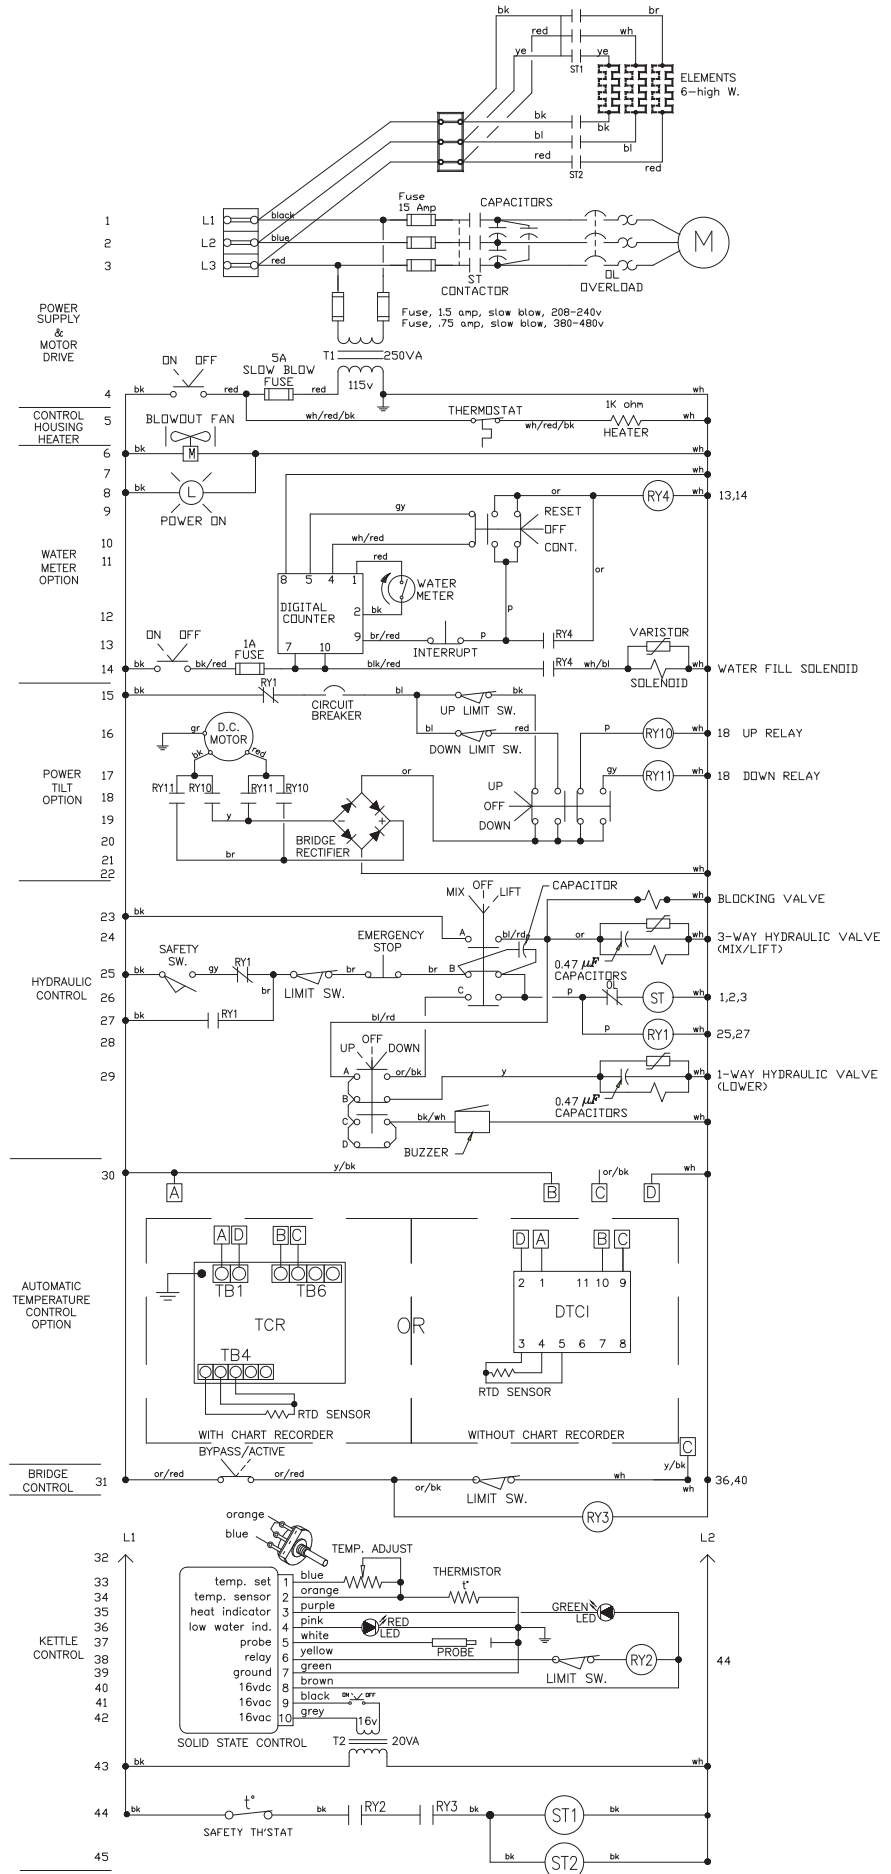 bk br
red wh
ye ye
ST1
ELEMENTS
6-high W.
bk bk
bl bl
red red
ST2
Fuse
15 Amp
CAPACITORS
1 L1 black
2 L2 blue
3 L3 red
M
ST
CONTACTOR
OL
OVERLOAD
POWER
SUPPLY
&
MOTOR
DRIVE
Fuse, 1.5 amp, slow blow, 208-240v
Fuse, .75 amp, slow blow, 380-480v
T1 250VA
115v
ON OFF
5A
SLOW BLOW
FUSE
4 bk red red wh
CONTROL
HOUSING
HEATER
5 wh/red/bk THERMOSTAT wh/red/bk 1K ohm HEATER wh
BLOWOUT FAN
6 bk M wh
7 wh
8 bk L wh
POWER ON
RY4 13,14
9 gy or
RESET
OFF
CONT.
10 wh/red
11 red
WATER
METER
OPTION
8 5 4 1
DIGITAL
COUNTER
2 bk
WATER
METER
or
p
12
9 br/red p RY4
INTERRUPT
13
7 10
ON OFF
1A
FUSE
VARISTOR
14 bk bk/red blk/red RY4 wh/bl SOLENOID wh WATER FILL SOLENOID
15 bk RY1 CIRCUIT BREAKER bl UP LIMIT SW. bk
16 gr D.C. MOTOR bl DOWN LIMIT SW. red p RY10 wh 18 UP RELAY
bk red
POWER
TILT
OPTION
17 or gy RY11 wh 18 DOWN RELAY
18 RY11 RY10 RY11 RY10
UP
OFF
DOWN
19 y - +
20 BRIDGE
RECTIFIER
21 br
22 wh
MIX OFF LIFT
CAPACITOR
wh BLOCKING VALVE
23 bk
24 A bl/rd or wh 3-WAY HYDRAULIC VALVE
(MIX/LIFT)
0.47 µF
CAPACITORS
HYDRAULIC
CONTROL
SAFETY
SW.
EMERGENCY
STOP
25 bk gy RY1 LIMIT SW. br br B
26 br C p OL ST wh 1,2,3
27 bk RY1 p RY1 wh 25,27
28 bl/rd
UP OFF DOWN
29 A or/bk y wh 1-WAY HYDRAULIC VALVE
(LOWER)
B
0.47 µF
CAPACITORS
C bk/wh wh
D
BUZZER
30 y/bk or/bk wh
A B C D
AUTOMATIC
TEMPERATURE
CONTROL
OPTION
A D B C
TB1 TB6
TCR
TB4
RTD SENSOR
WITH CHART RECORDER
OR
D A B C
2 1 11 10 9
DTCI
3 4 5 6 7 8
RTD SENSOR
WITHOUT CHART RECORDER
C
BRIDGE
CONTROL
BYPASS/ACTIVE
y/bk
31 or/red or/red or/bk LIMIT SW. wh wh 36,40
RY3
L1 L2
orange
blue
32 TEMP. ADJUST
33 temp. set 1 blue
34 temp. sensor 2 orange THERMISTOR t°
35 heat indicator 3 purple GREEN LED
36 low water ind. 4 pink RED LED
KETTLE
CONTROL
37 probe 5 white PROBE
38 relay 6 yellow LIMIT SW. RY2 44
39 ground 7 green
40 16vdc 8 brown
41 16vac 9 black ON OFF
42 16vac 10 grey 16v
SOLID STATE CONTROL
T2 20VA
43 bk wh
44 bk t° SAFETY TH'STAT bk RY2 RY3 bk ST1 bk
45 bk ST2 bk